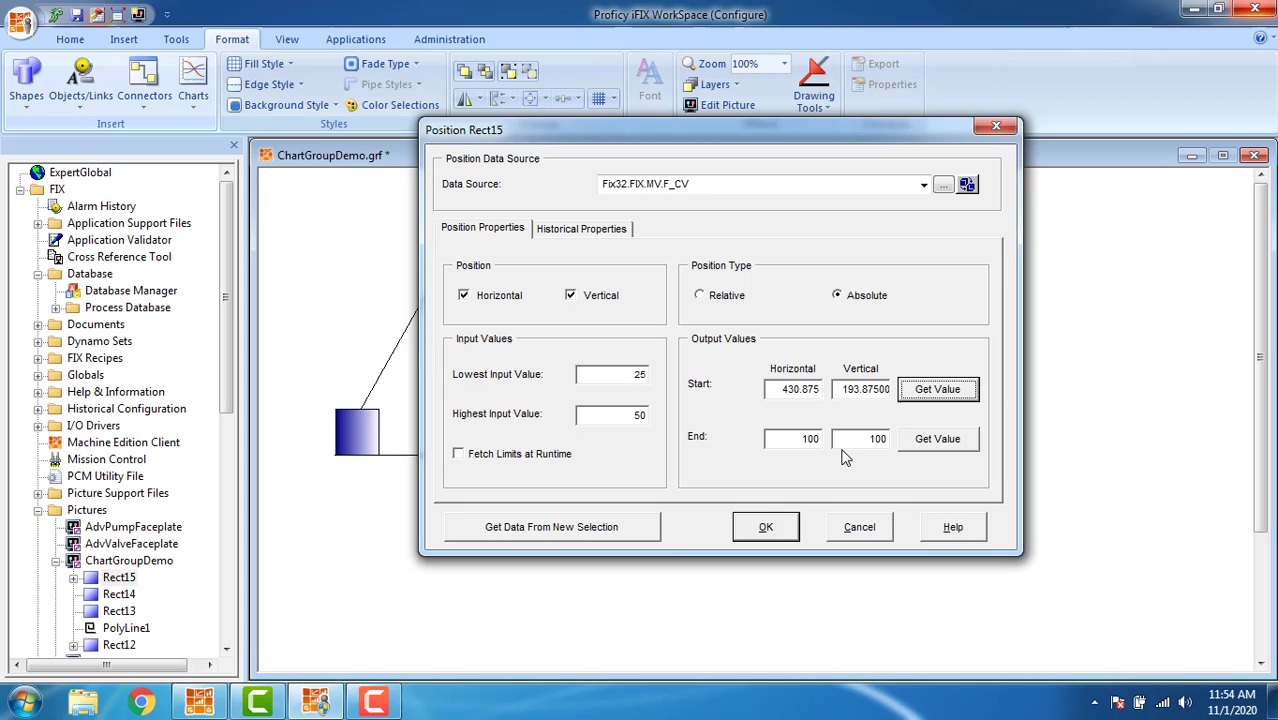 Proficy iFIX WorkSpace (Configure)
Home Insert Tools Format View Applications Administration
Shapes
Objects/Links
Connectors
Charts
Insert
Fill Style
Edge Style
Background Style
Fade Type
Pipe Styles
Color Selections
Styles
Font
Zoom 100%
Layers
Edit Picture
Drawing
Tools
Export
Properties
ExpertGlobal
FIX
Alarm History
Application Support Files
Application Validator
Cross Reference Tool
Database
Database Manager
Process Database
Documents
Dynamo Sets
FIX Recipes
Globals
Help & Information
Historical Configuration
I/O Drivers
Machine Edition Client
Mission Control
PCM Utility File
Picture Support Files
Pictures
AdvPumpFaceplate
AdvValveFaceplate
ChartGroupDemo
Rect15
Rect14
Rect13
PolyLine1
Rect12
ChartGroupDemo.grf *
Position Rect15
Position Data Source
Data Source: Fix32.FIX.MV.F_CV ...
Position Properties Historical Properties
Position
Horizontal Vertical
Position Type
Relative Absolute
Input Values
Lowest Input Value: 25
Highest Input Value: 50
Fetch Limits at Runtime
Output Values
Horizontal Vertical
Start: 430.875 193.87500 Get Value
End: 100 100 Get Value
Get Data From New Selection OK Cancel Help
11:54 AM
11/1/2020